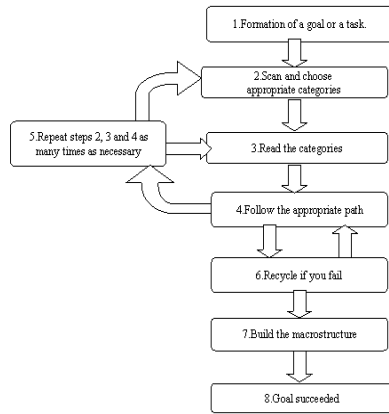 1.Formation of a goal or a task.
2.Scan and choose
appropriate categories
5.Repeat steps 2, 3 and 4 as
many times as necessary
3.Read the categories
4.Follow the appropriate path
6.Recycle if you fail
7.Build the macrostructure
8.Goal succeeded